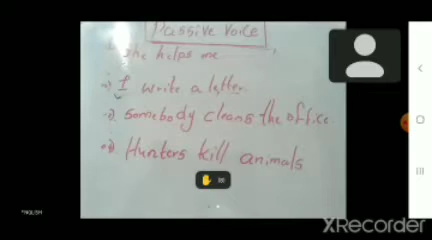 Passive Voice
she helps me
I write a letter.
Somebody cleans the office.
Hunters kill animals
XRecorder